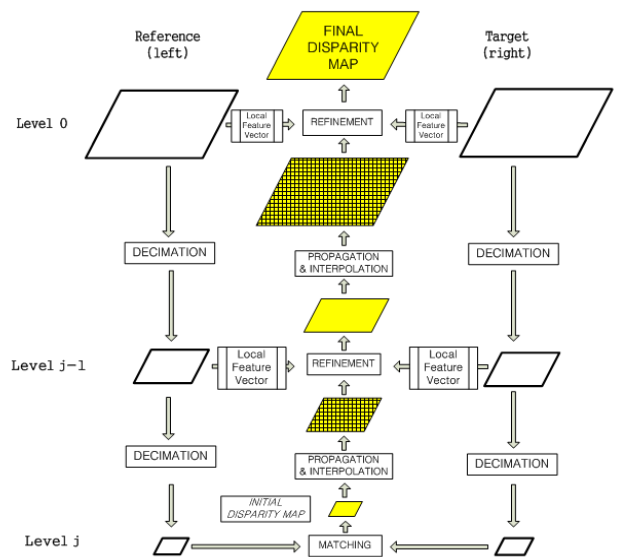 Reference
(left)
FINAL
DISPARITY
MAP
Target
(right)
Level 0
Local
Feature
Vector
REFINEMENT
Local
Feature
Vector
DECIMATION
PROPAGATION
& INTERPOLATION
DECIMATION
Level j-1
Local
Feature
Vector
REFINEMENT
Local
Feature
Vector
DECIMATION
PROPAGATION
& INTERPOLATION
DECIMATION
INITIAL
DISPARITY MAP
Level j
MATCHING